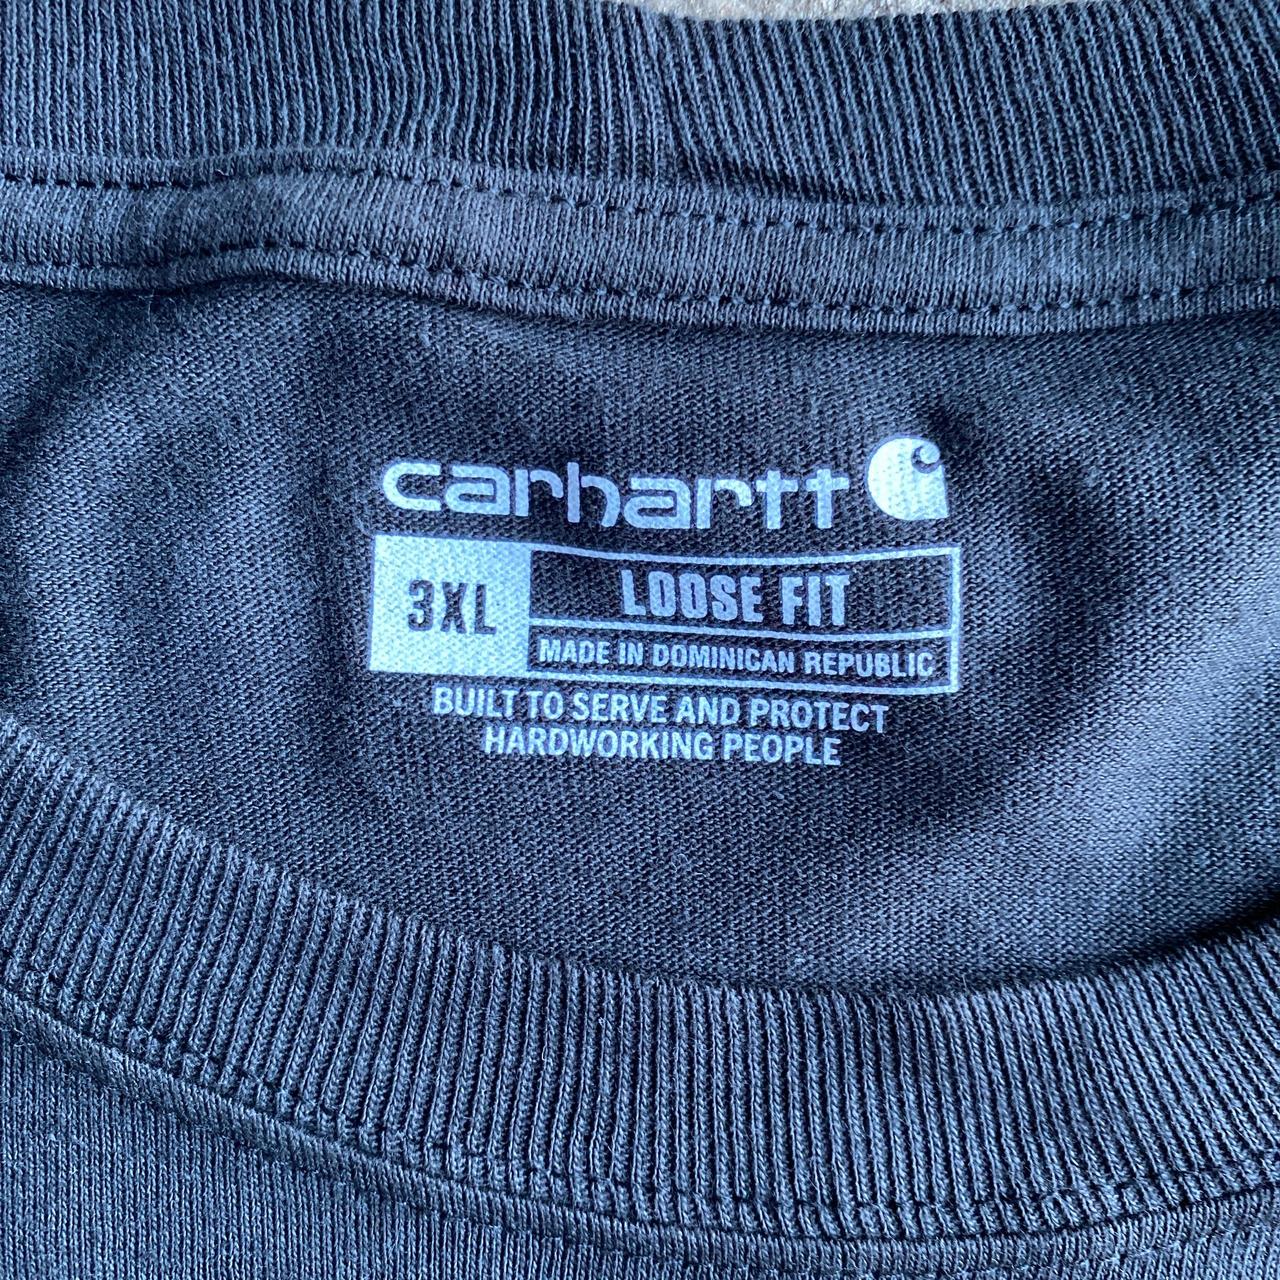 carhartt
3XL
LOOSE FIT
MADE IN DOMINICAN REPUBLIC
BUILT TO SERVE AND PROTECT
HARDWORKING PEOPLE